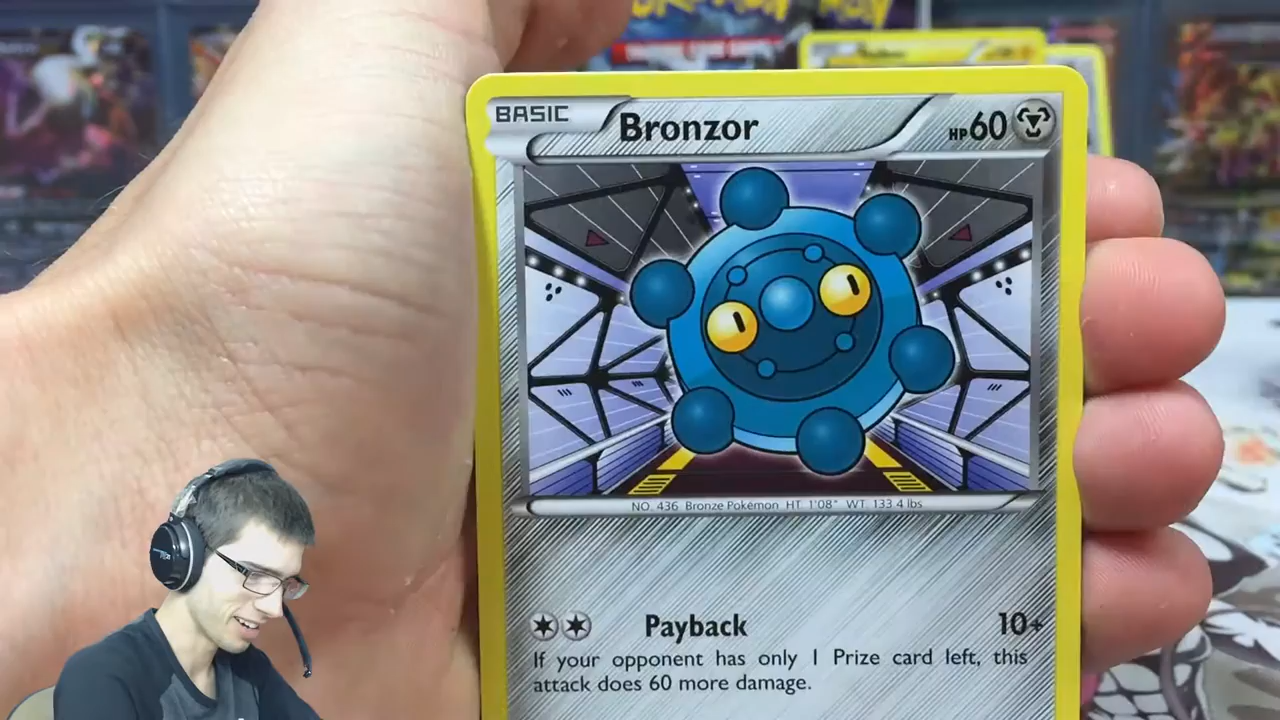 BASIC Bronzor HP60
NO. 436 Bronze Pokémon HT 1'08" WT 133.4 lbs
Payback 10+
If your opponent has only 1 Prize card left, this
attack does 60 more damage.